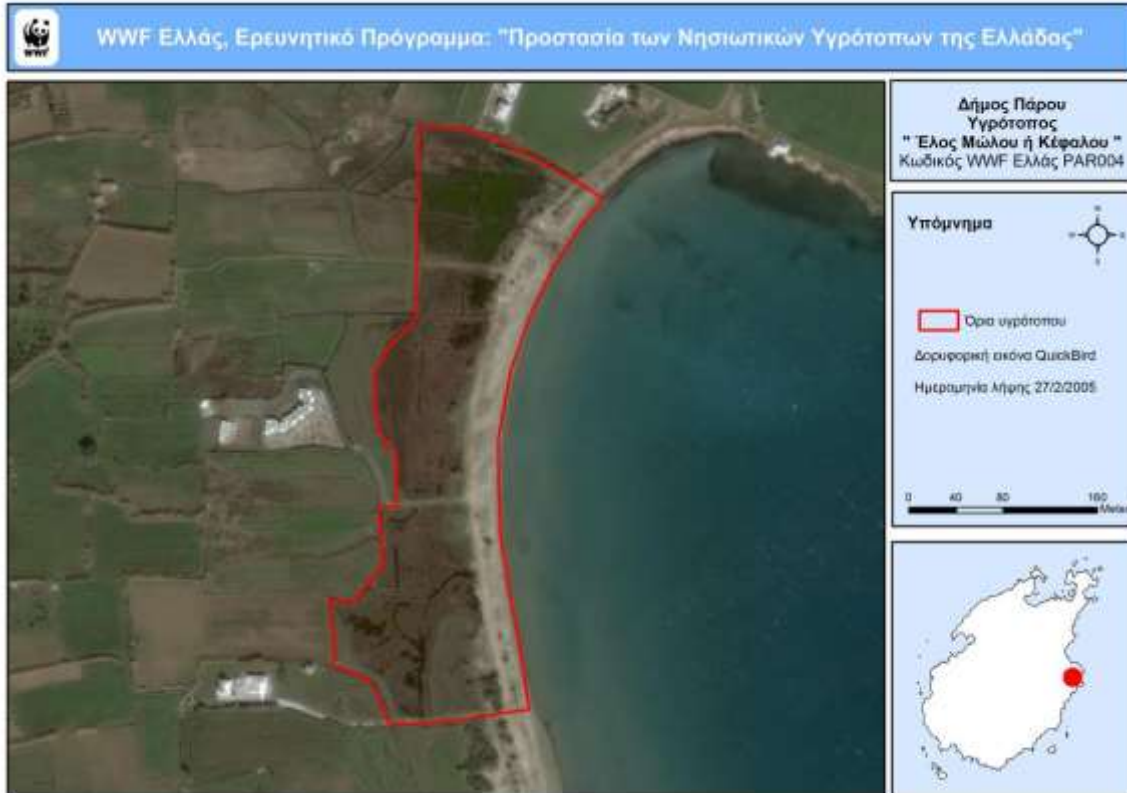 WWF
WWF Ελλάς, Ερευνητικό Πρόγραμμα: "Προστασία των Νησιωτικών Υγρότοπων της Ελλάδας"
Δήμος Πάρου
Υγρότοπος
" Έλος Μώλου ή Κέφαλου "
Κωδικός WWF Ελλάς PAR004
Υπόμνημα
Όρια υγρότοπου
Δορυφορική εικόνα QuickBird
Ημερομηνία λήψης 27/2/2005
0 40 80 160